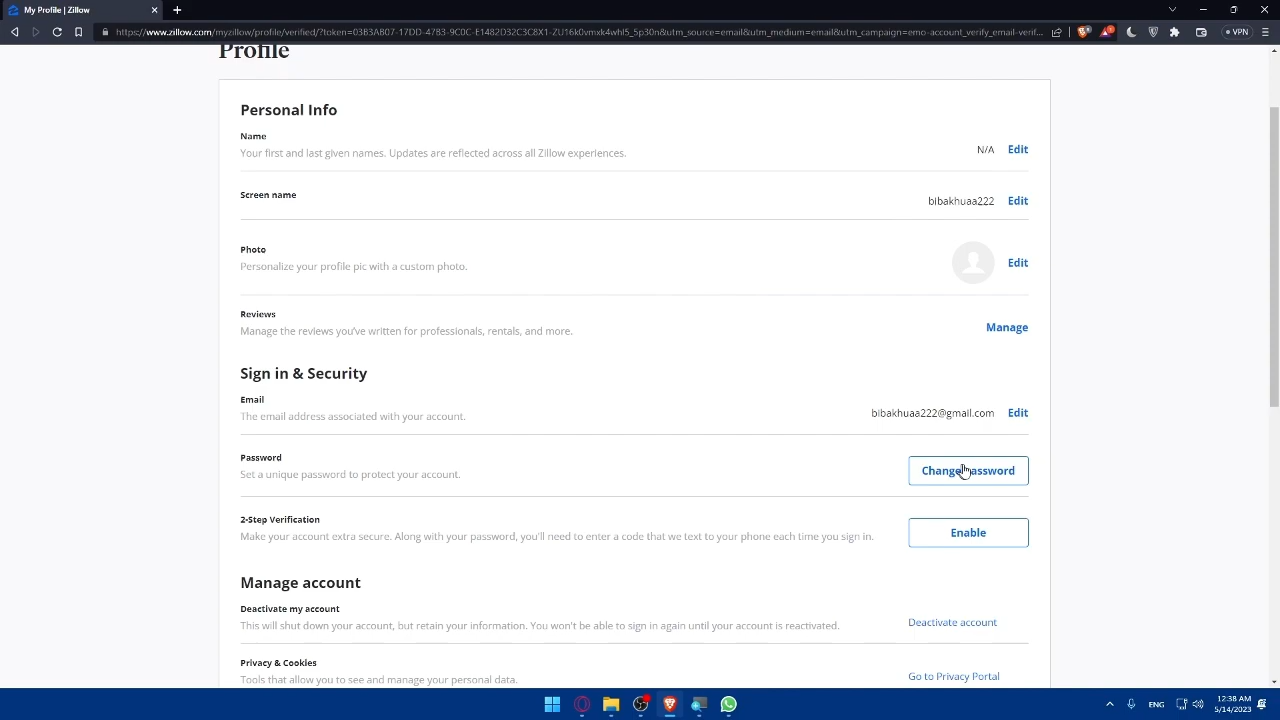 My Profile | Zillow
https://www.zillow.com/myzillow/profile/verified/?token=03B3AB07-17DD-47B3-9C0C-E1482D32C3C8X1-ZU16k0vmxk4whl5_5p30n&utm_source=email&utm_medium=email&utm_campaign=emo-account_verify_email-verif...
VPN
Profile
Personal Info
Name
Your first and last given names. Updates are reflected across all Zillow experiences.
N/A Edit
Screen name
bibakhuaa222 Edit
Photo
Personalize your profile pic with a custom photo.
Edit
Reviews
Manage the reviews you've written for professionals, rentals, and more.
Manage
Sign in & Security
Email
The email address associated with your account.
bibakhuaa222@gmail.com Edit
Password
Set a unique password to protect your account.
Change password
2-Step Verification
Make your account extra secure. Along with your password, you'll need to enter a code that we text to your phone each time you sign in.
Enable
Manage account
Deactivate my account
This will shut down your account, but retain your information. You won't be able to sign in again until your account is reactivated.
Deactivate account
Privacy & Cookies
Tools that allow you to see and manage your personal data.
Go to Privacy Portal
ENG
12:38 AM
5/14/2023